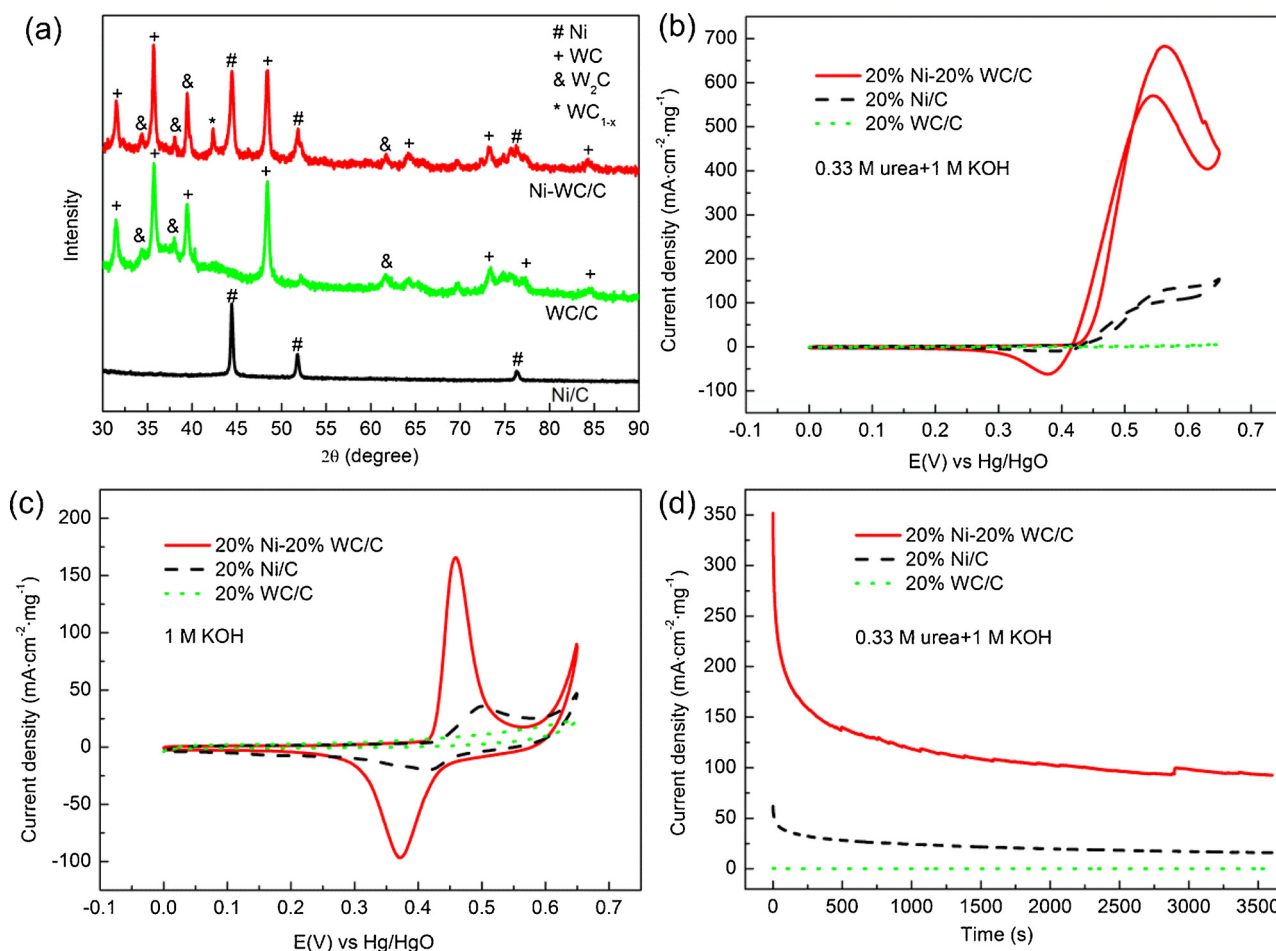 (a)
# Ni
+ WC
& W₂C
* WC₁₋ₓ
+ & + & & * # + # & + + # +
Ni-WC/C
+ & + & + + & + + +
WC/C
# # #
Ni/C
Intensity
30 35 40 45 50 55 60 65 70 75 80 85 90
2θ (degree)
(b)
700
600
500
400
300
200
100
0
-100
20% Ni-20% WC/C
20% Ni/C
20% WC/C
0.33 M urea+1 M KOH
Current density (mA·cm⁻²·mg⁻¹)
-0.1 0.0 0.1 0.2 0.3 0.4 0.5 0.6 0.7
E(V) vs Hg/HgO
(c)
200
150
100
50
0
-50
-100
20% Ni-20% WC/C
20% Ni/C
20% WC/C
1 M KOH
Current density (mA·cm⁻²·mg⁻¹)
-0.1 0.0 0.1 0.2 0.3 0.4 0.5 0.6 0.7
E(V) vs Hg/HgO
(d)
350
300
250
200
150
100
50
0
20% Ni-20% WC/C
20% Ni/C
20% WC/C
0.33 M urea+1 M KOH
Current density (mA·cm⁻²·mg⁻¹)
0 500 1000 1500 2000 2500 3000 3500
Time (s)